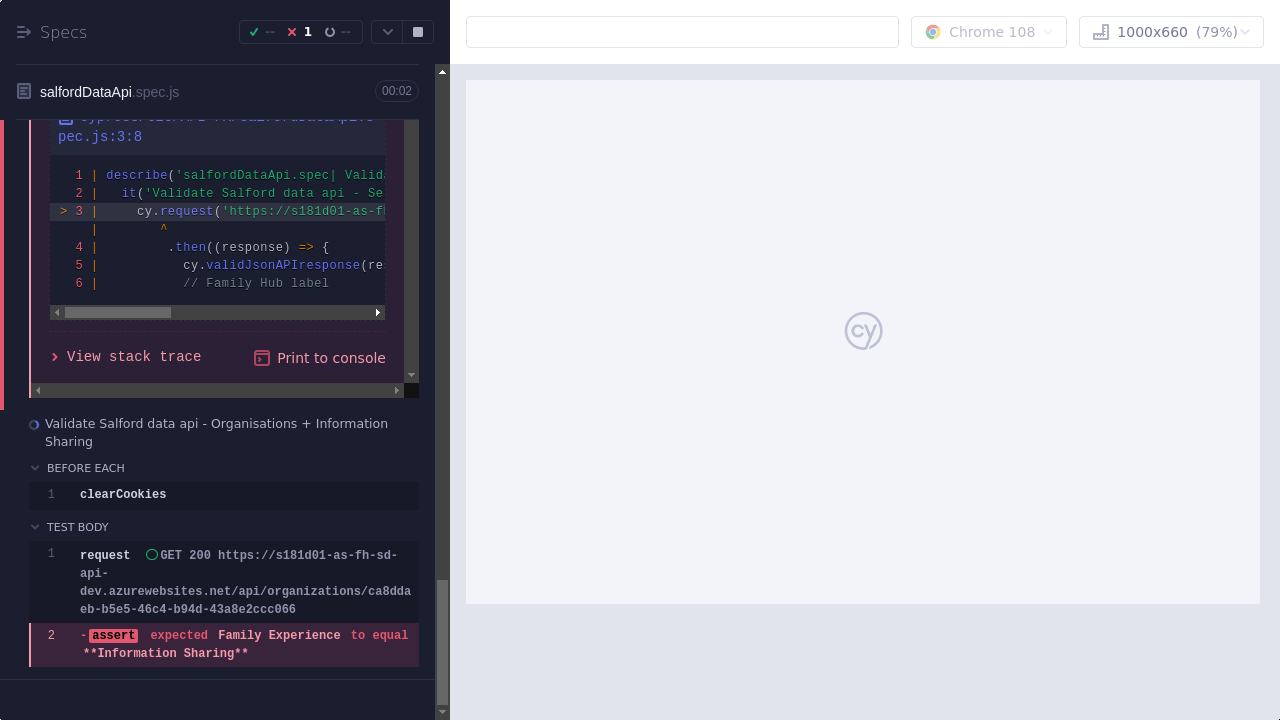 Specs
-- 1 --
Chrome 108
1000x660 (79%)
salfordDataApi.spec.js
00:02
pec.js:3:8
1 | describe('salfordDataApi.spec| Valid
2 | it('Validate Salford data api - Se
> 3 | cy.request('https://s181d01-as-fh
| ^
4 | .then((response) => {
5 | cy.validJsonAPIresponse(re
6 | // Family Hub label
View stack trace
Print to console
Validate Salford data api - Organisations + Information
Sharing
BEFORE EACH
1 clearCookies
TEST BODY
1 request GET 200 https://s181d01-as-fh-sd-
api-
dev.azurewebsites.net/api/organizations/ca8dda
eb-b5e5-46c4-b94d-43a8e2ccc066
2 -assert expected Family Experience to equal
**Information Sharing**
cy